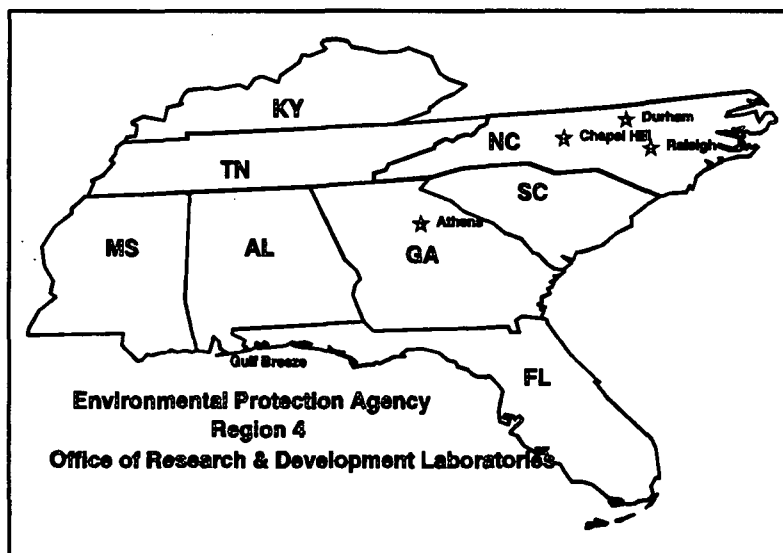 KY
Durham
NC
Chapel Hill
Raleigh
TN
SC
Athens
MS
AL
GA
Gulf Breeze
FL
Environmental Protection Agency
Region 4
Office of Research & Development Laboratories